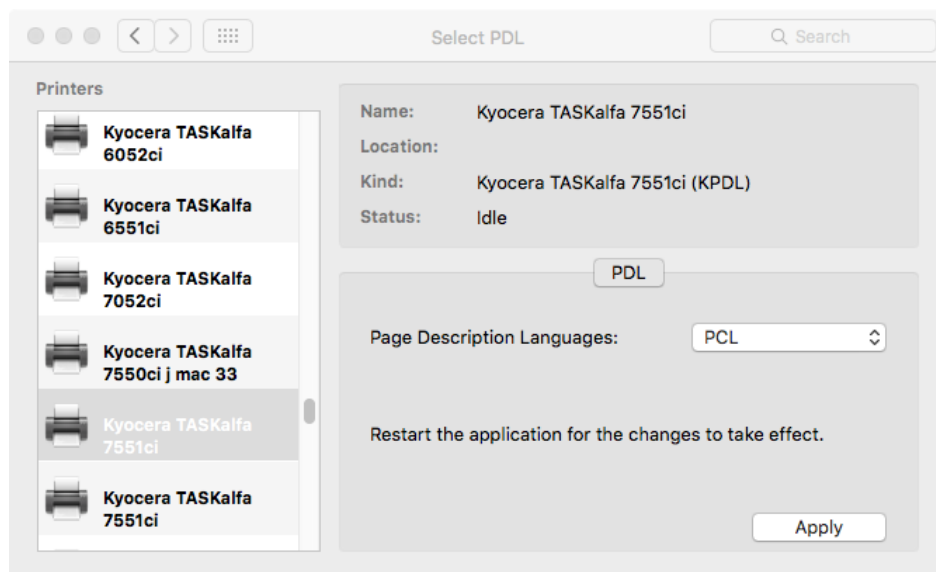 Select PDL
Search
Printers
Kyocera TASKalfa
6052ci
Kyocera TASKalfa
6551ci
Kyocera TASKalfa
7052ci
Kyocera TASKalfa
7550ci j mac 33
Kyocera TASKalfa
7551ci
Kyocera TASKalfa
7551ci
Name: Kyocera TASKalfa 7551ci
Location:
Kind: Kyocera TASKalfa 7551ci (KPDL)
Status: Idle
PDL
Page Description Languages: PCL
Restart the application for the changes to take effect.
Apply